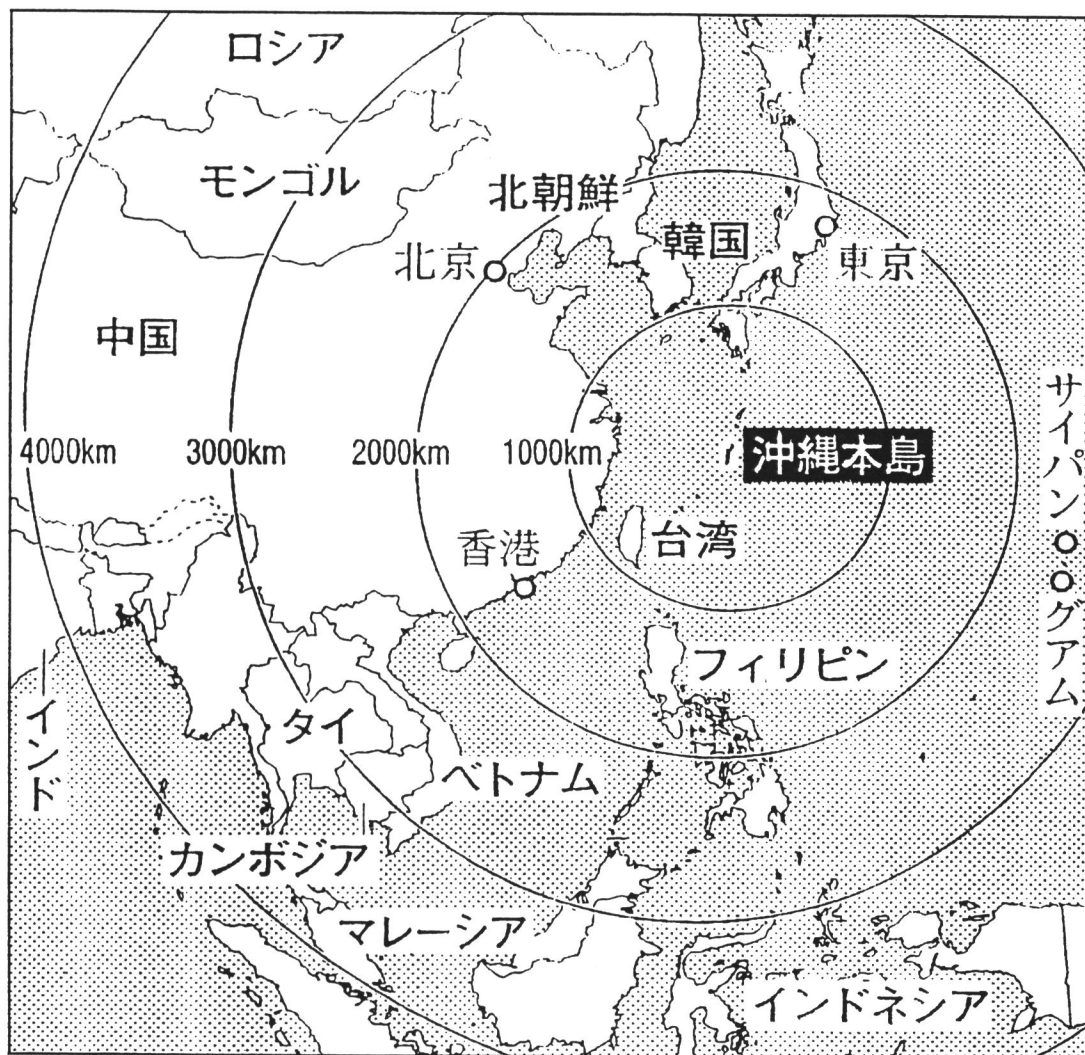 ロシア
モンゴル
北朝鮮
韓国
北京
東京
中国
4000km
3000km
2000km
1000km
沖縄本島
サイパン
グアム
香港
台湾
フィリピン
インド
タイ
ベトナム
カンボジア
マレーシア
インドネシア